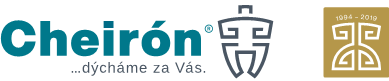 Cheirón®
...dýcháme za Vás.
1994 – 2019